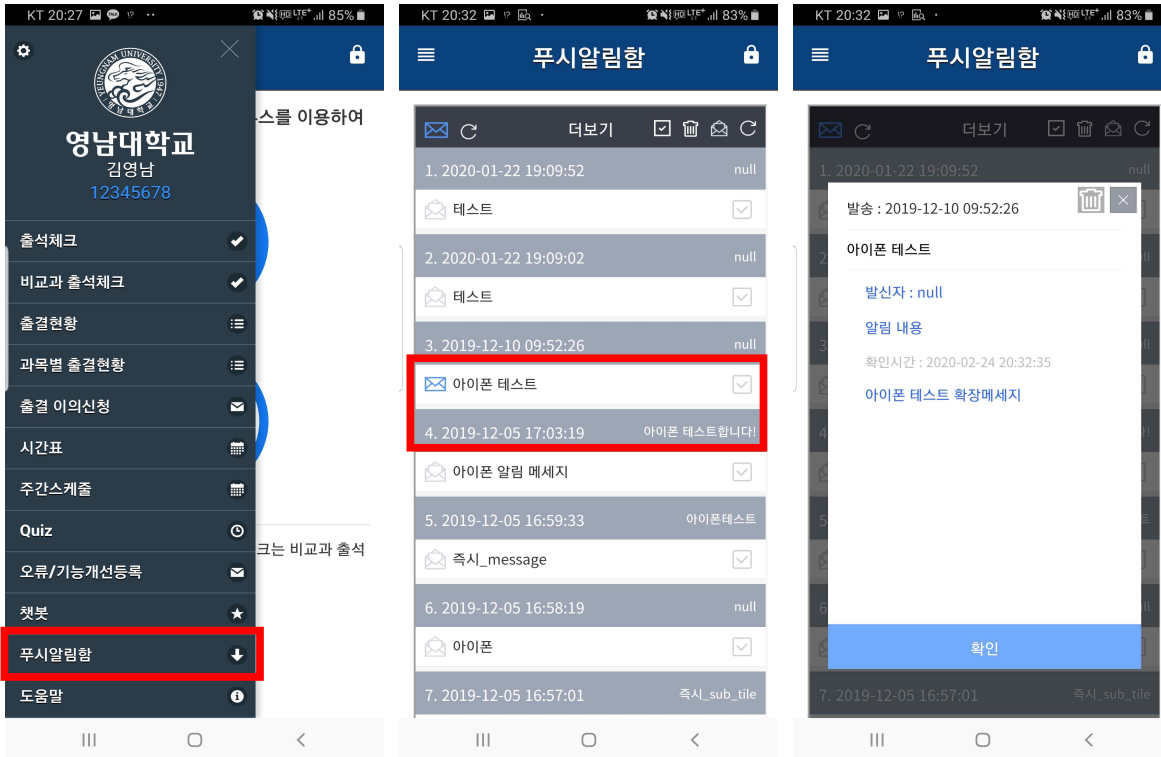 KT 20:27 !? 85%
YEUNGNAM UNIVERSITY 1947
영남대학교
영남대학교
김영남
12345678
스를 이용하여
출석체크
비교과 출석체크
출결현황
과목별 출결현황
출결 이의신청
시간표
주간스케줄
Quiz
크는 비교과 출석
오류/기능개선등록
챗봇
푸시알림함
도움말
KT 20:32 !? 83%
푸시알림함
더보기
1. 2020-01-22 19:09:52 null
테스트
2. 2020-01-22 19:09:02 null
테스트
3. 2019-12-10 09:52:26 null
아이폰 테스트
4. 2019-12-05 17:03:19 아이폰 테스트합니다!
아이폰 알림 메세지
5. 2019-12-05 16:59:33 아이폰테스트
즉시_message
6. 2019-12-05 16:58:19 null
아이폰
7. 2019-12-05 16:57:01 즉시_sub_tile
KT 20:32 !? 83%
푸시알림함
더보기
1. 2020-01-22 19:09:52 null
발송 : 2019-12-10 09:52:26
아이폰 테스트
발신자 : null
알림 내용
확인시간 : 2020-02-24 20:32:35
아이폰 테스트 확장메세지
확인
7. 2019-12-05 16:57:01 즉시_sub_tile